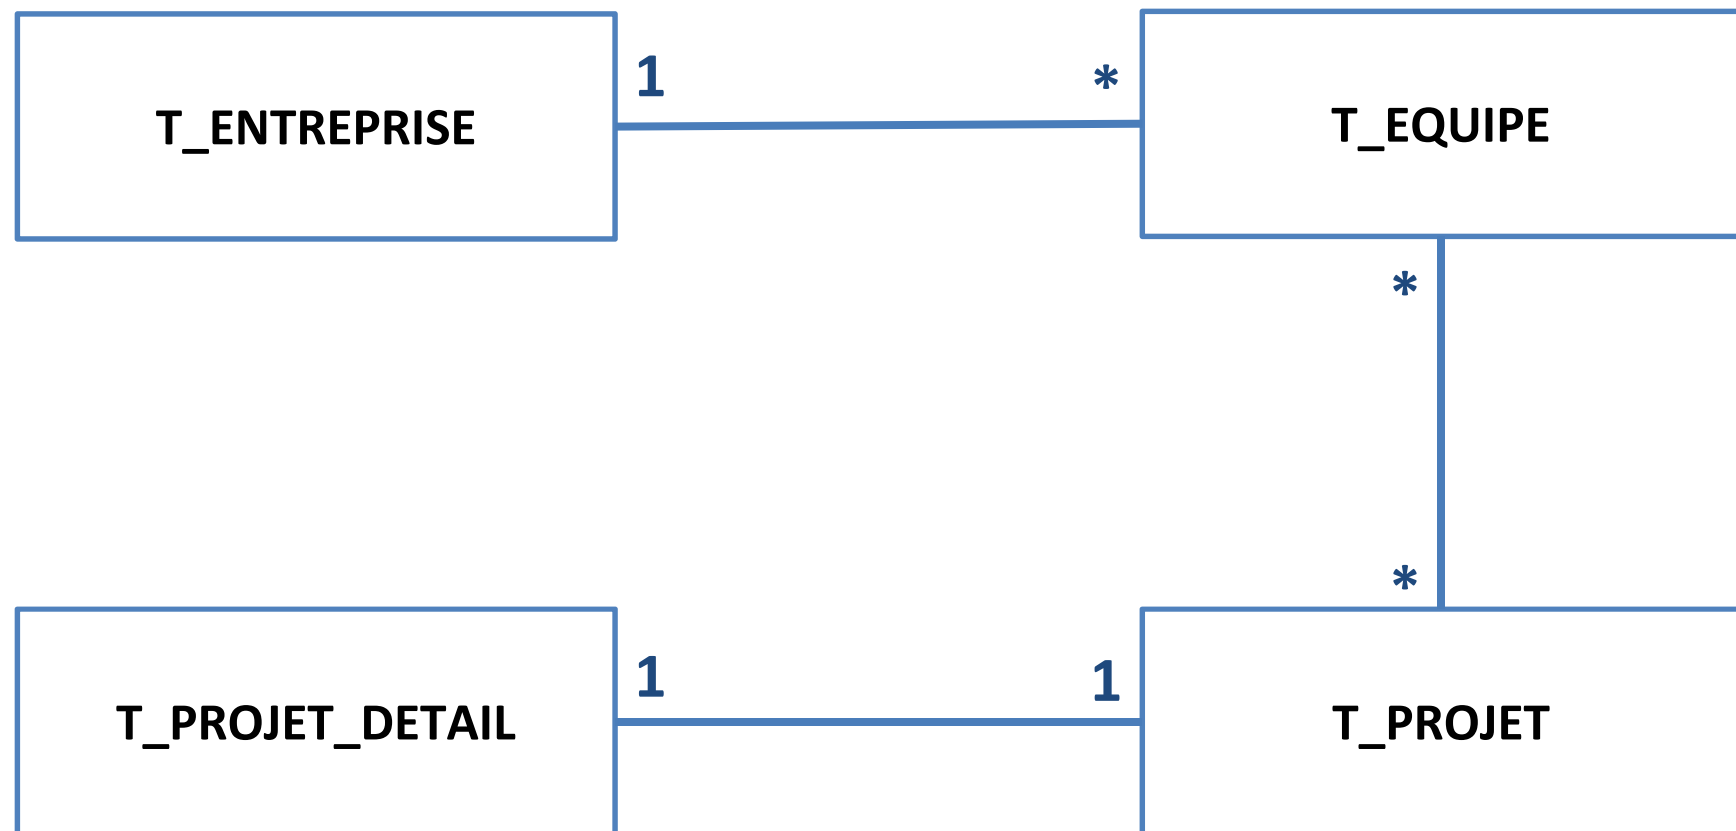 T_ENTREPRISE
1
*
T_EQUIPE
*
*
T_PROJET_DETAIL
1
1
T_PROJET